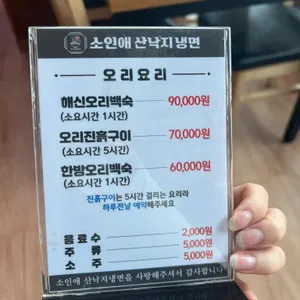 소인애 산낙지냉면
오리요리
해신오리백숙 90,000원
(소요시간 1시간)
오리진흙구이 70,000원
(소요시간 5시간)
한방오리백숙 60,000원
(소요시간 1시간)
진흙구이는 5시간 걸리는 요리라
하루전날 예약해주세요
음료수 2,000원
주류 5,000원
소주 5,000원
소인애 산낙지냉면을 사랑해주셔서 감사합니다